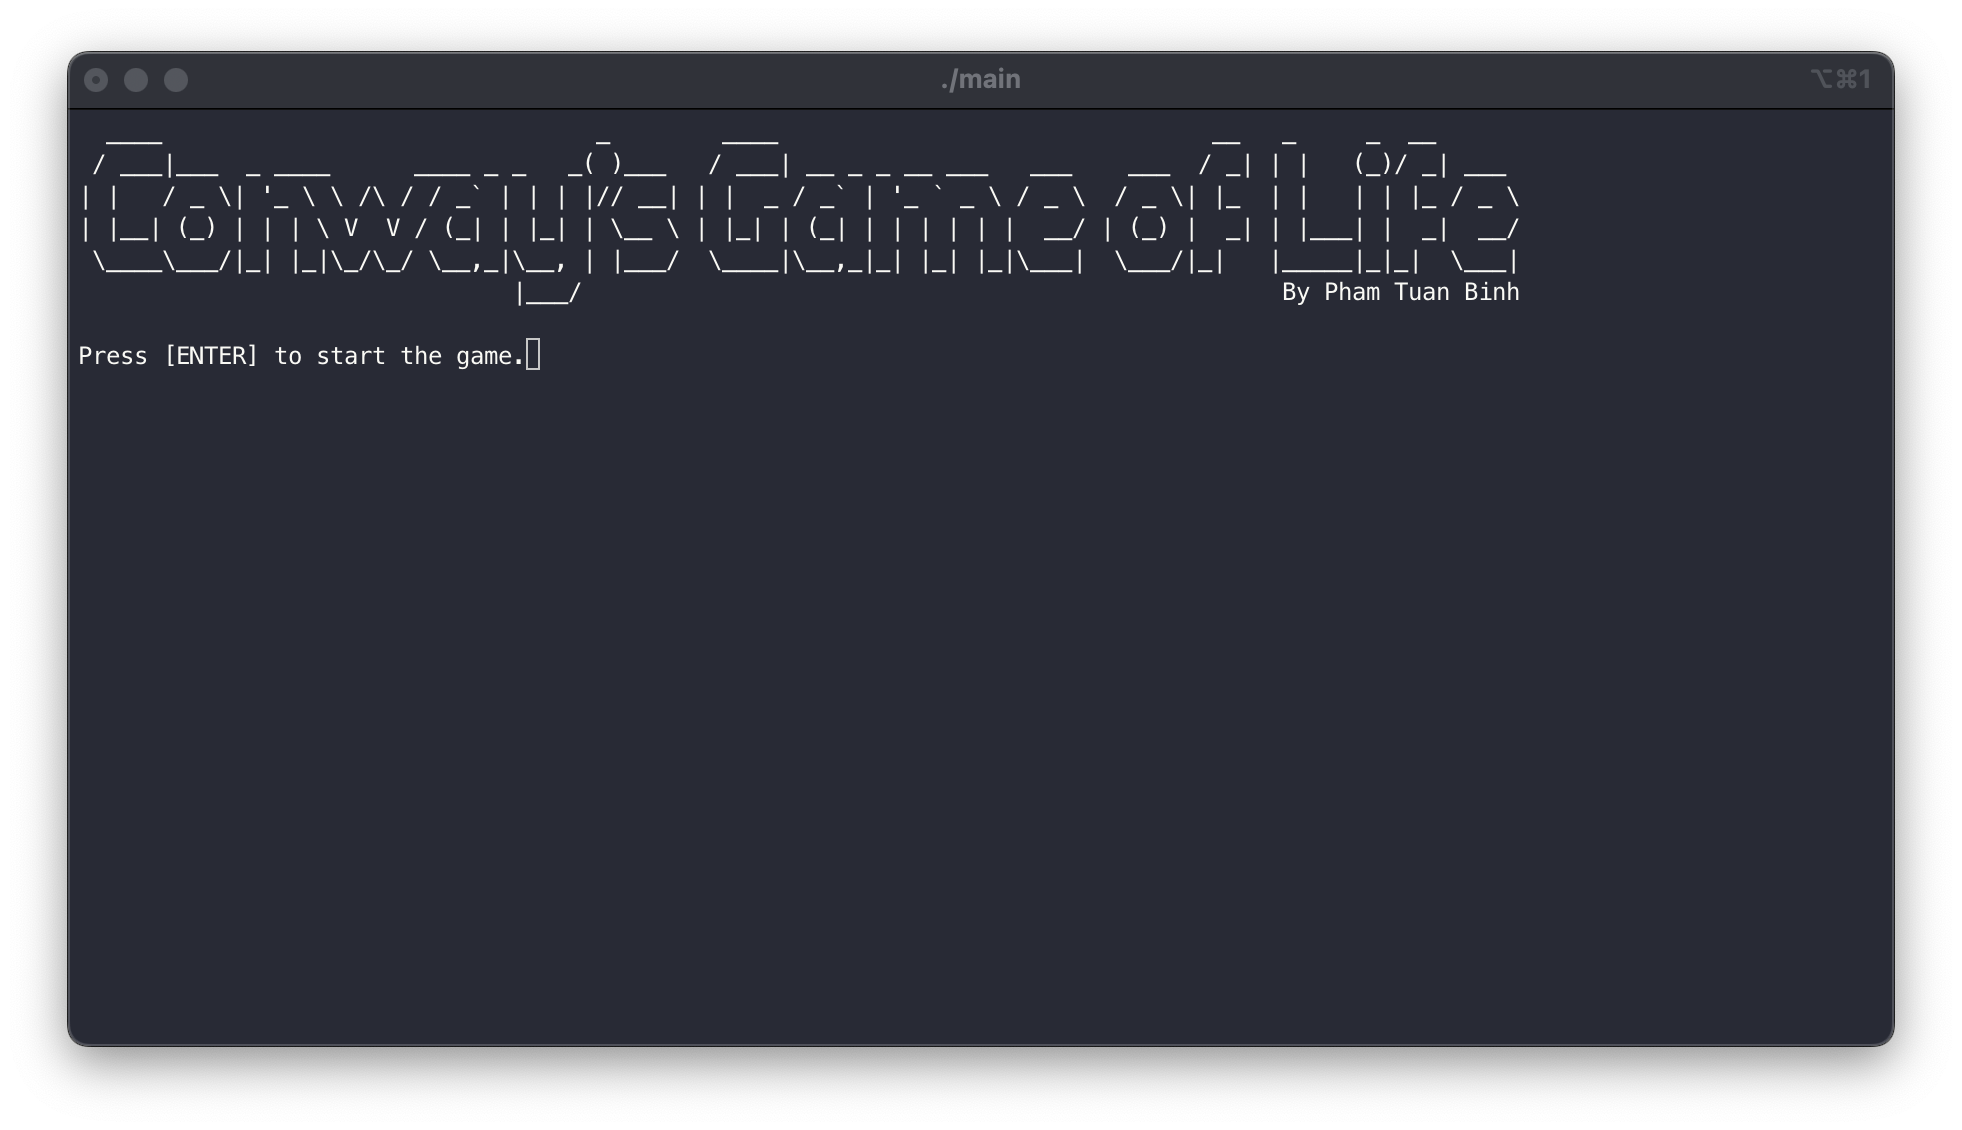 ./main
⌥⌘1
Conway's Game of Life
By Pham Tuan Binh
Press [ENTER] to start the game.